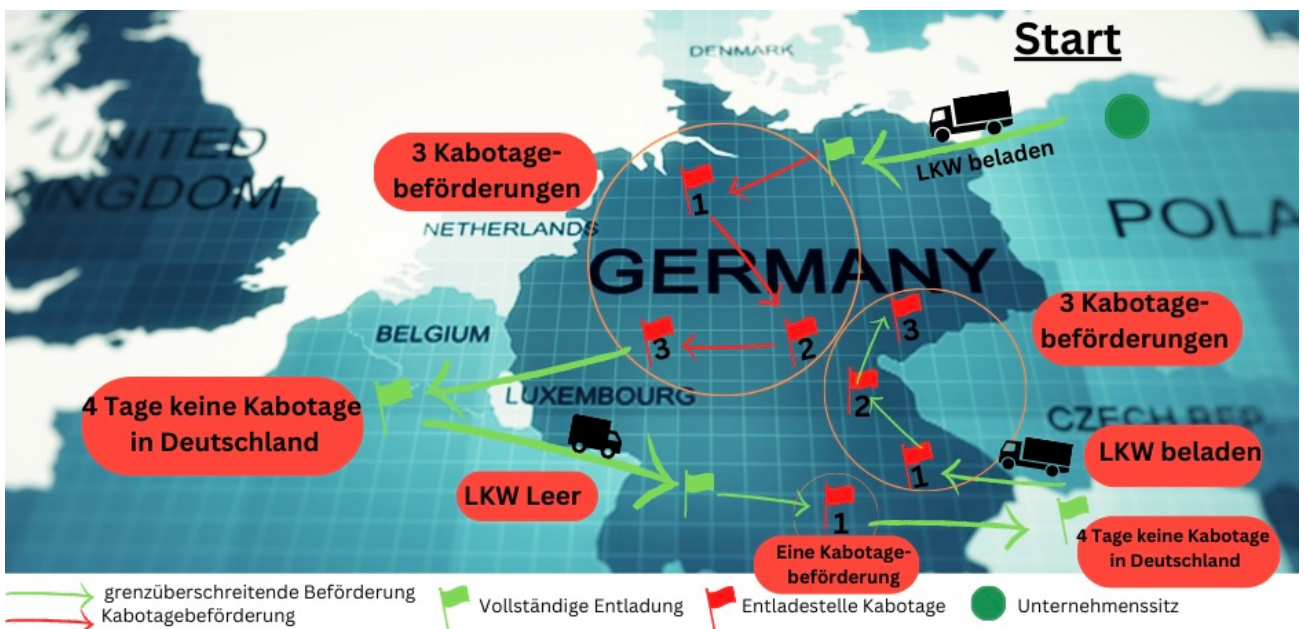 Start
DENMARK
UNITED
KINGDOM
3 Kabotage-
beförderungen
LKW beladen
1
POLA
NETHERLANDS
GERMANY
3 Kabotage-
beförderungen
3
BELGIUM
3
2
4 Tage keine Kabotage
in Deutschland
LUXEMBOURG
2
CZECH REP.
LKW beladen
1
LKW Leer
1
4 Tage keine Kabotage
in Deutschland
Eine Kabotage-
beförderung
grenzüberschreitende Beförderung
Kabotagebeförderung
Vollständige Entladung
Entladestelle Kabotage
Unternehmenssitz